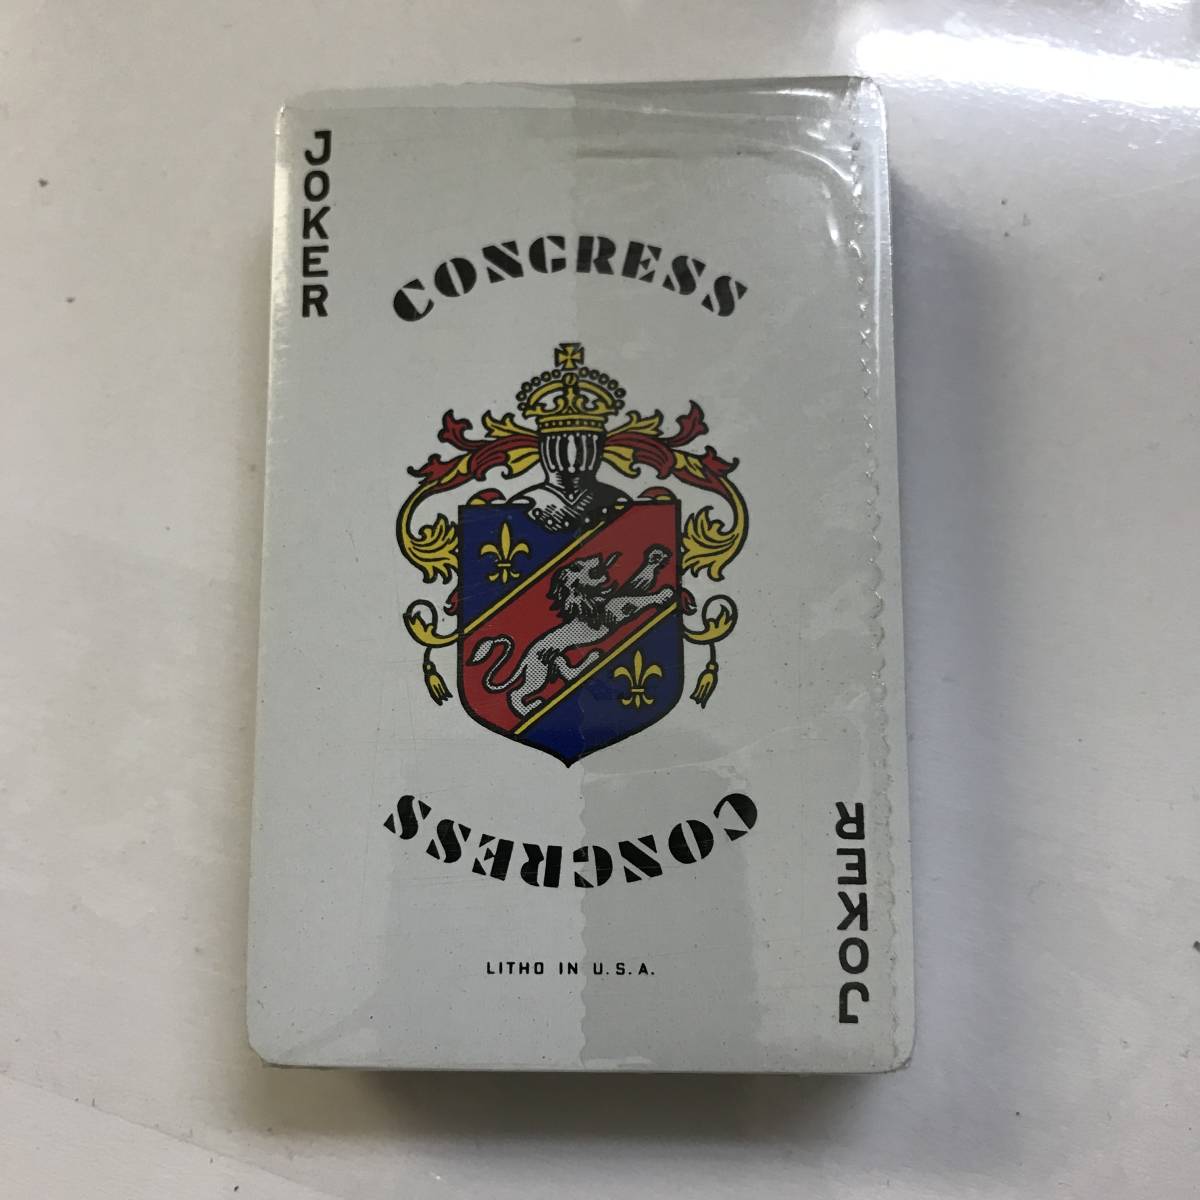 JOKER
CONGRESS
CONGRESS
LITHO IN U.S.A.
JOKER